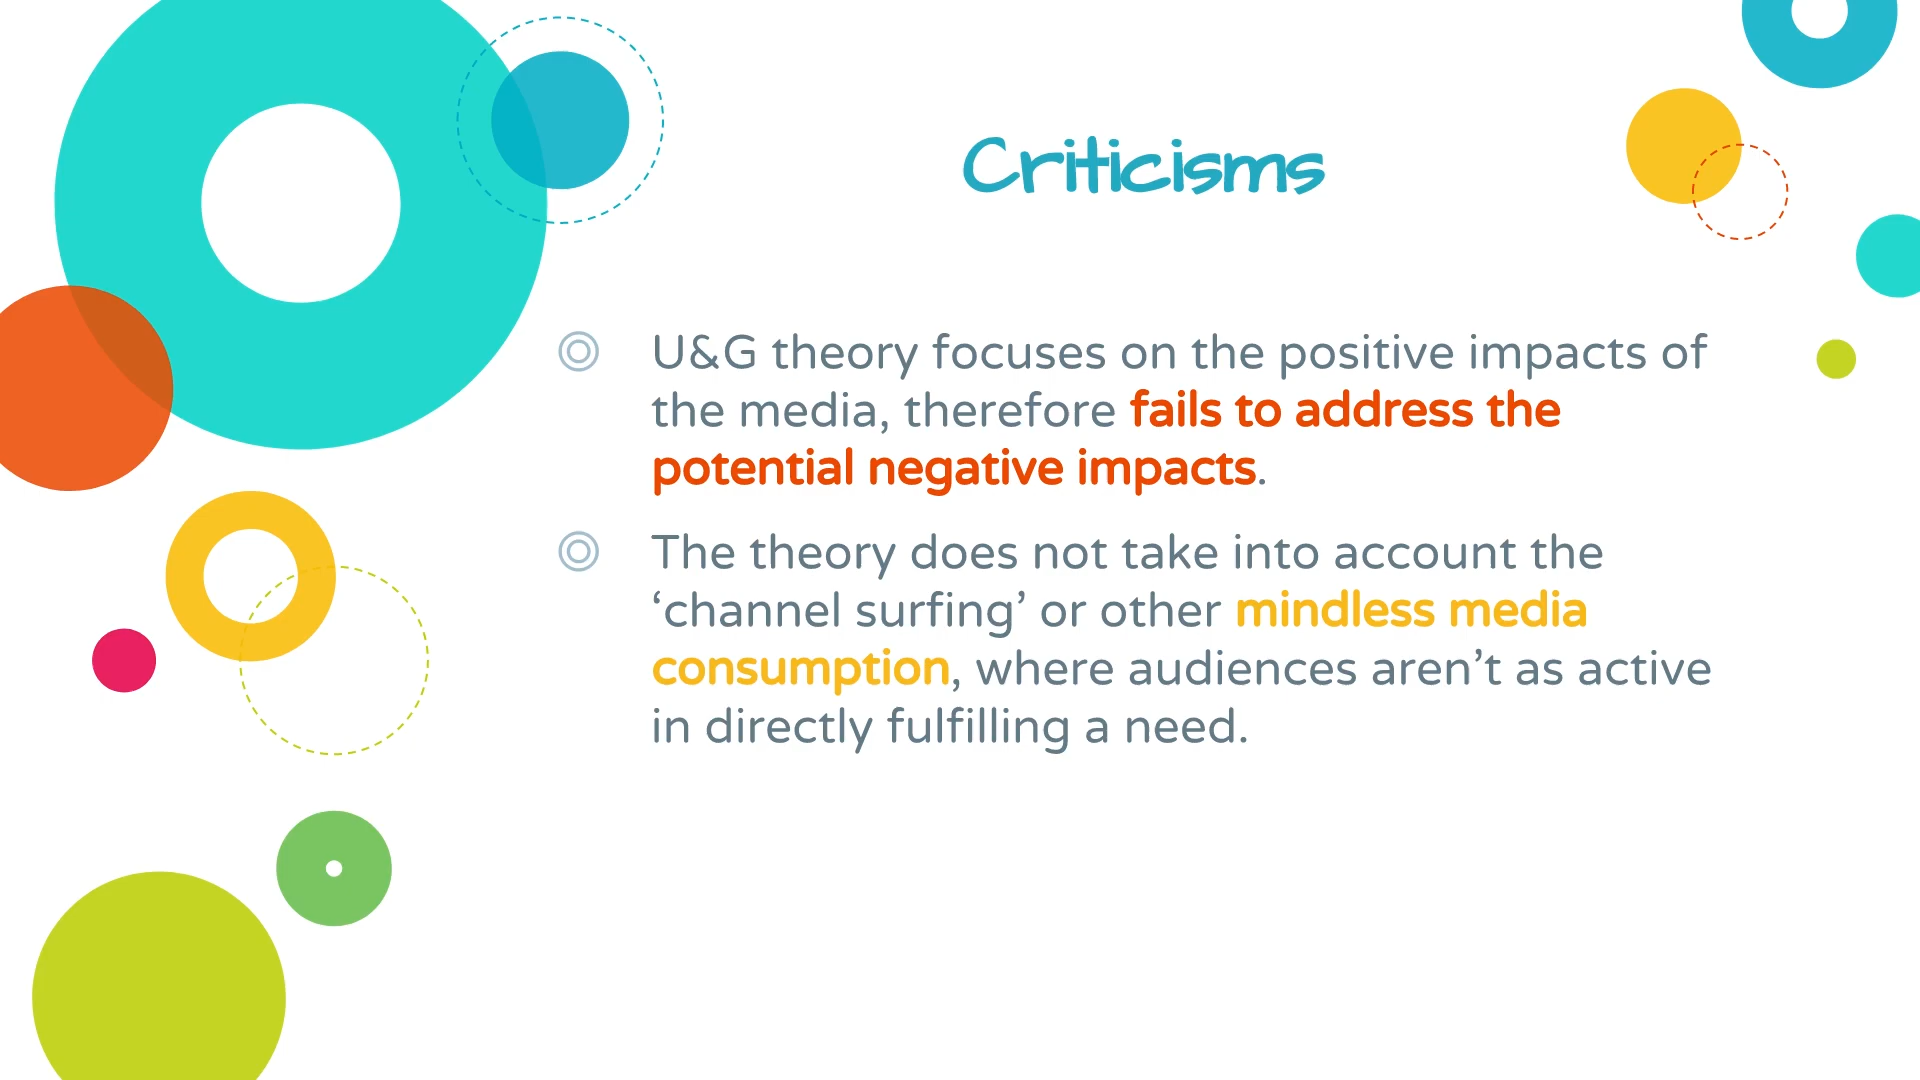 Criticisms
U&G theory focuses on the positive impacts of
the media, therefore fails to address the
potential negative impacts.
The theory does not take into account the
‘channel surfing’ or other mindless media
consumption, where audiences aren’t as active
in directly fulfilling a need.